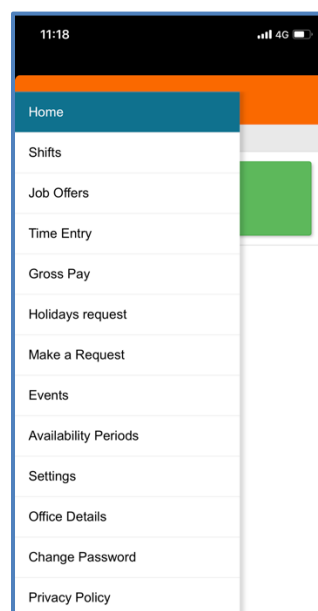 11:18 4G
Home
Shifts
Job Offers
Time Entry
Gross Pay
Holidays request
Make a Request
Events
Availability Periods
Settings
Office Details
Change Password
Privacy Policy